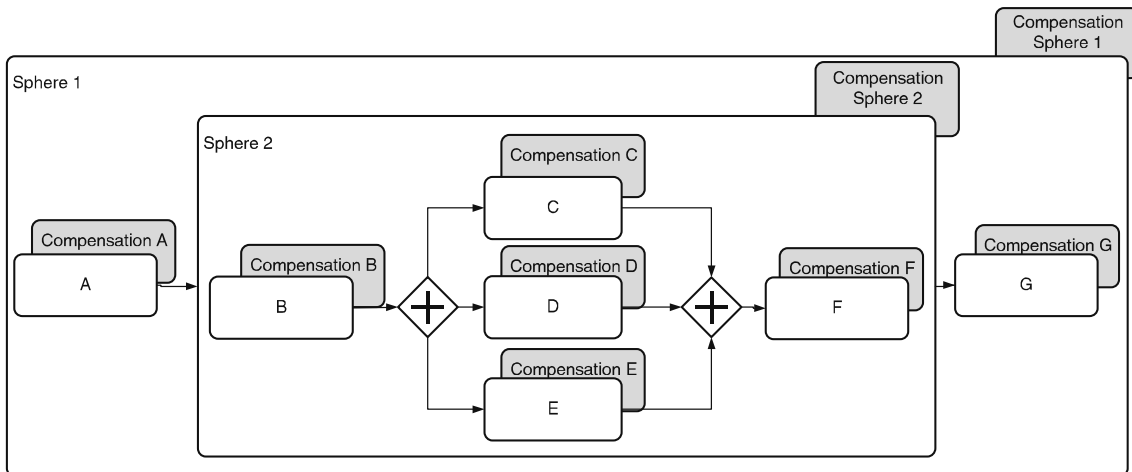 Compensation
Sphere 1
Sphere 1
Compensation
Sphere 2
Sphere 2
Compensation C
C
Compensation A
A
Compensation B
B
Compensation D
D
Compensation F
F
Compensation G
G
Compensation E
E